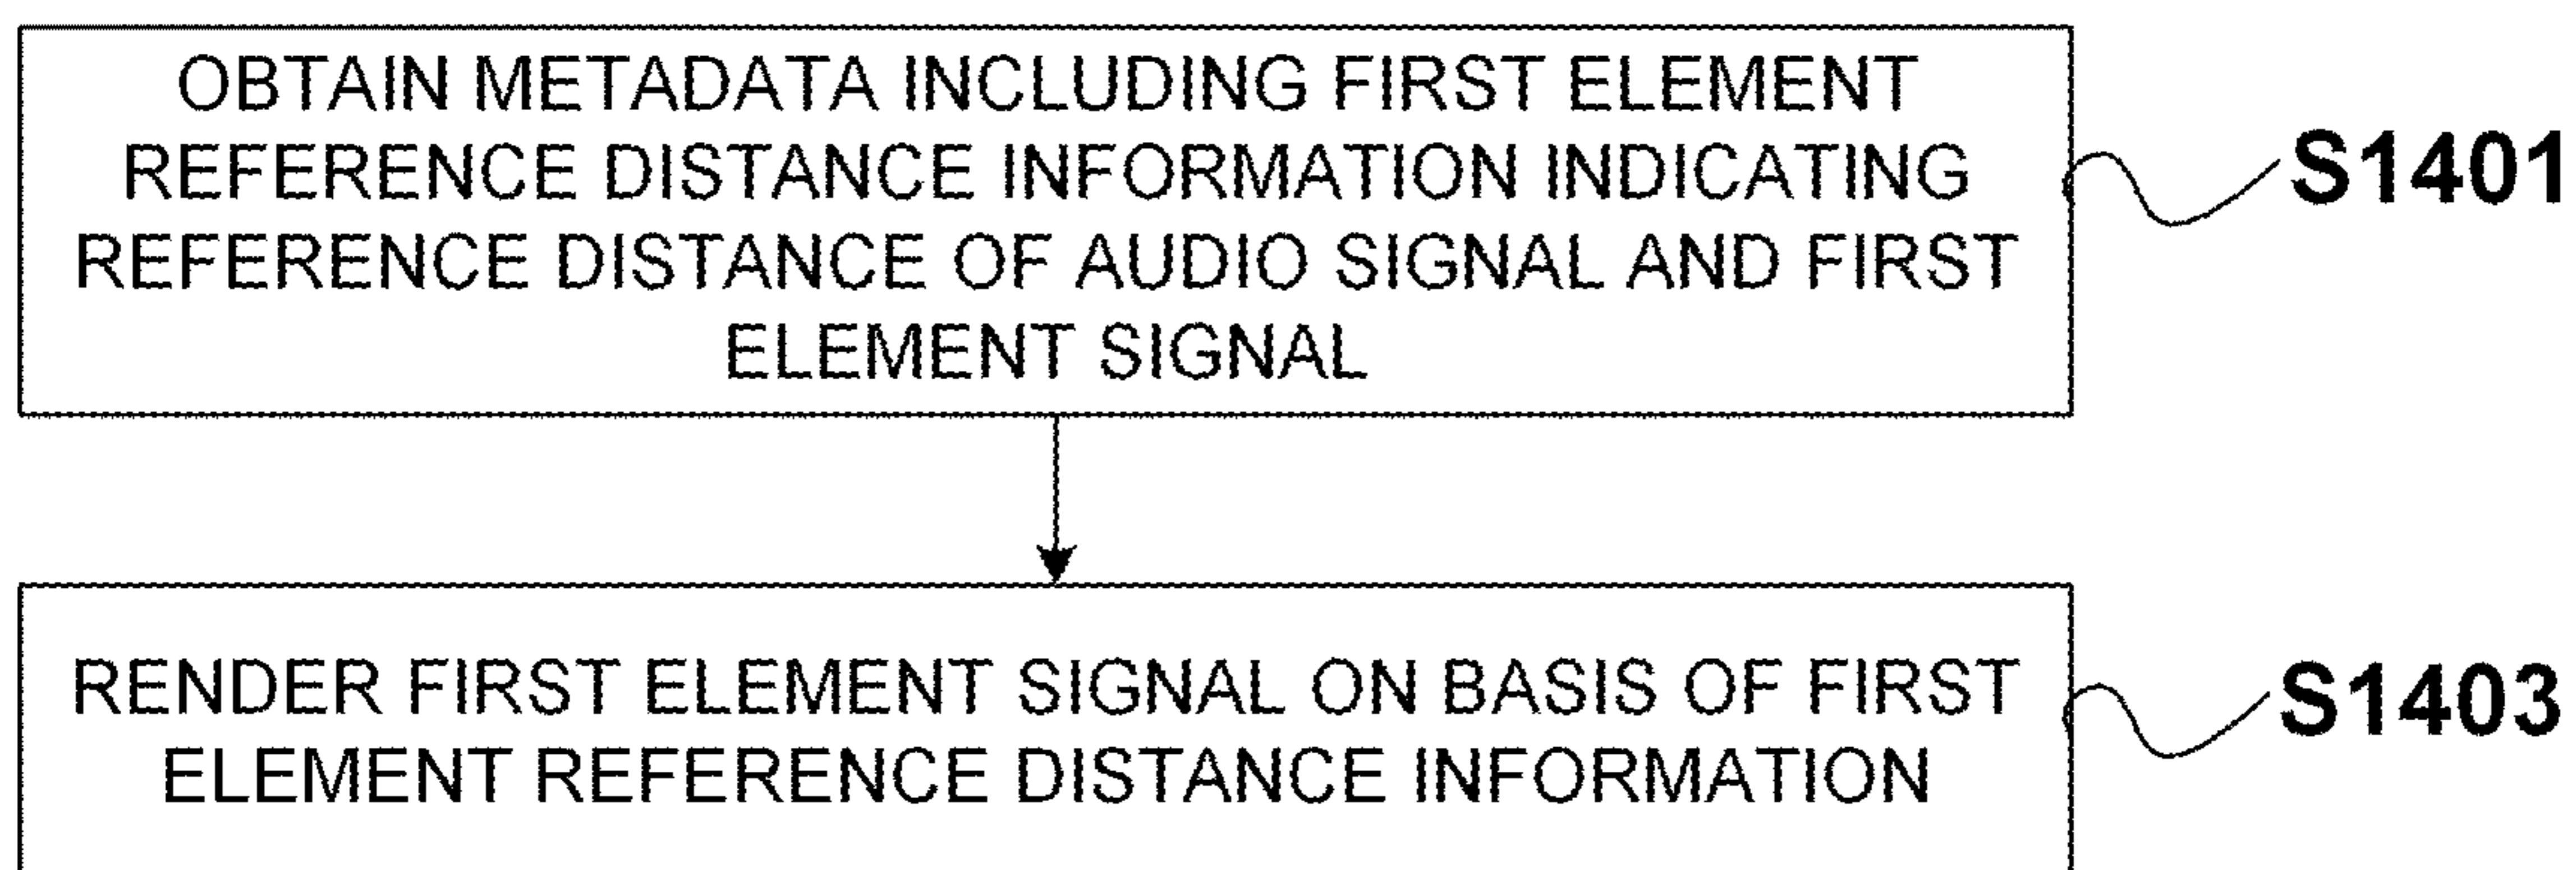 OBTAIN METADATA INCLUDING FIRST ELEMENT
REFERENCE DISTANCE INFORMATION INDICATING
REFERENCE DISTANCE OF AUDIO SIGNAL AND FIRST
ELEMENT SIGNAL
S1401
RENDER FIRST ELEMENT SIGNAL ON BASIS OF FIRST
ELEMENT REFERENCE DISTANCE INFORMATION
S1403